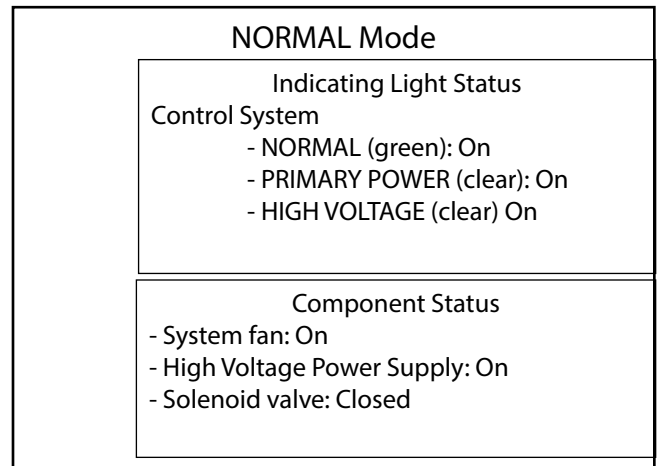 NORMAL Mode
Indicating Light Status
Control System
- NORMAL (green): On
- PRIMARY POWER (clear): On
- HIGH VOLTAGE (clear) On
Component Status
- System fan: On
- High Voltage Power Supply: On
- Solenoid valve: Closed